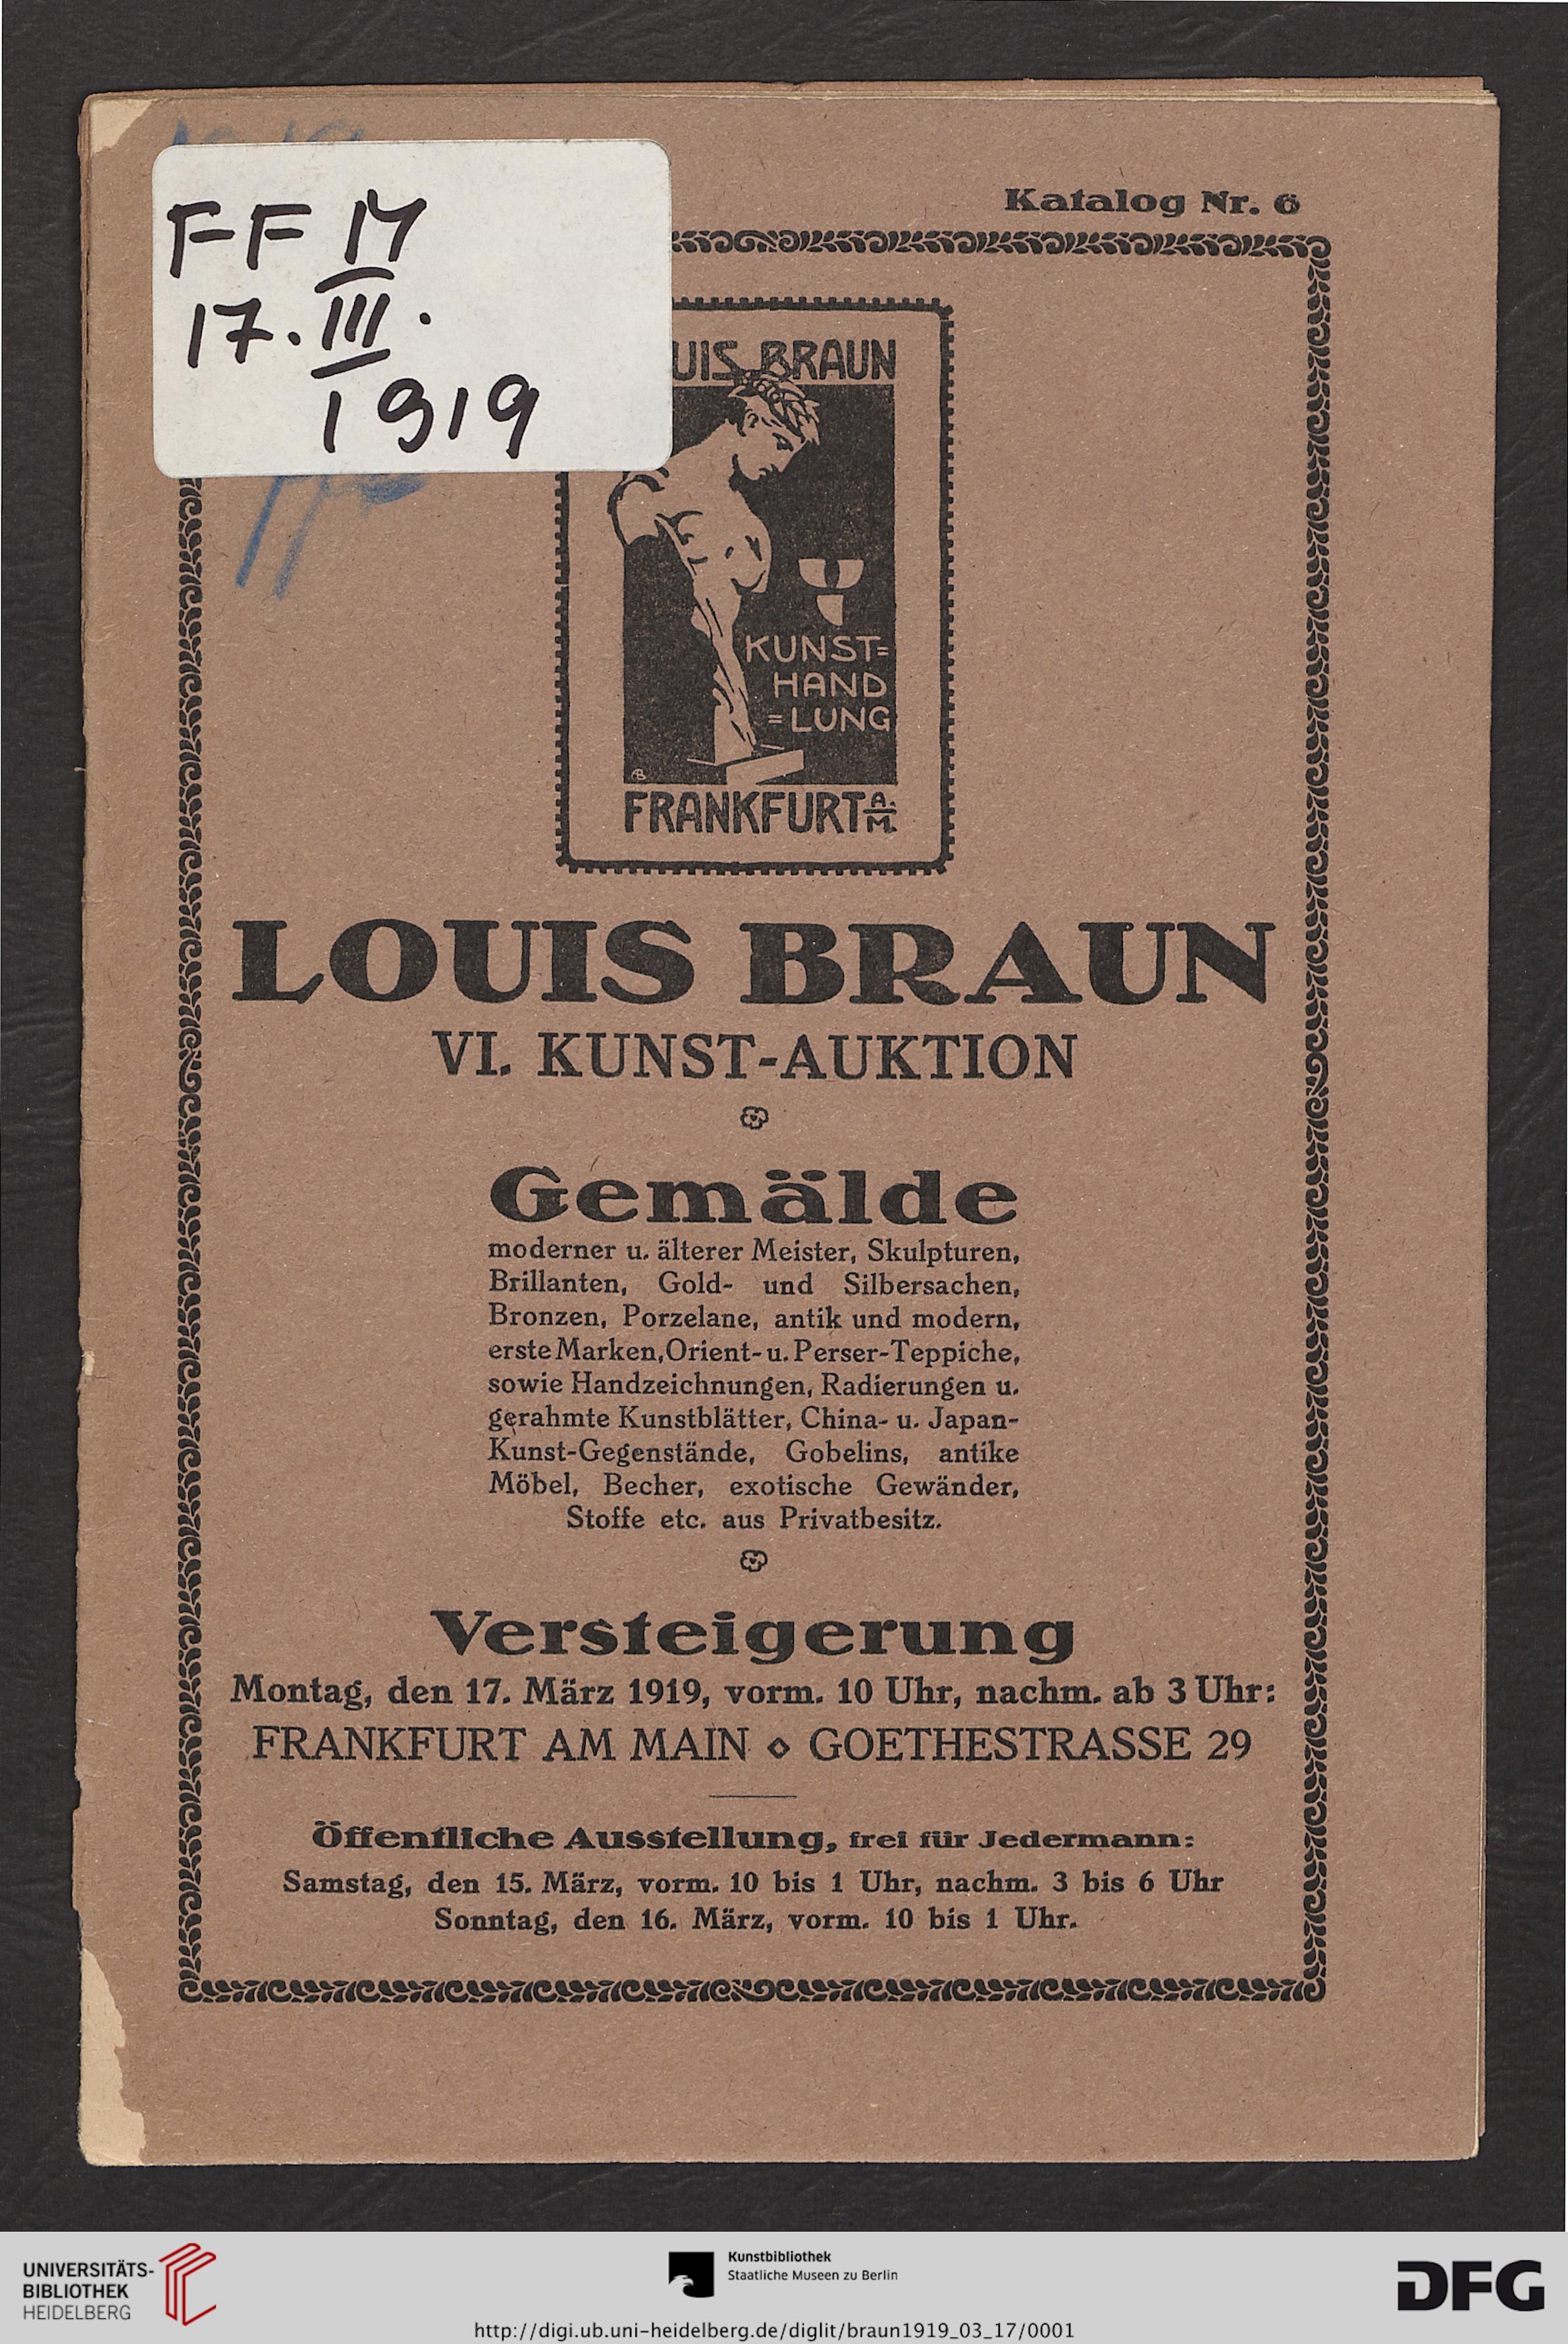 Katalog Nr. 6
FF M
17. III.
1919
UIS BRAUN
KUNST=
HAND
=LUNG
FRANKFURT A. M.
LOUIS BRAUN
VI. KUNST-AUKTION
Gemälde
moderner u. älterer Meister, Skulpturen,
Brillanten, Gold- und Silbersachen,
Bronzen, Porzelane, antik und modern,
erste Marken, Orient- u. Perser-Teppiche,
sowie Handzeichnungen, Radierungen u.
gerahmte Kunstblätter, China- u. Japan-
Kunst-Gegenstände, Gobelins, antike
Möbel, Becher, exotische Gewänder,
Stoffe etc. aus Privatbesitz.
Versteigerung
Montag, den 17. März 1919, vorm. 10 Uhr, nachm. ab 3 Uhr:
FRANKFURT AM MAIN ⋄ GOETHESTRASSE 29
Öffentliche Ausstellung, frei für Jedermann:
Samstag, den 15. März, vorm. 10 bis 1 Uhr, nachm. 3 bis 6 Uhr
Sonntag, den 16. März, vorm. 10 bis 1 Uhr.
UNIVERSITÄTS-
BIBLIOTHEK
HEIDELBERG
Kunstbibliothek
Staatliche Museen zu Berlin
DFG
http://digi.ub.uni-heidelberg.de/diglit/braun1919_03_17/0001